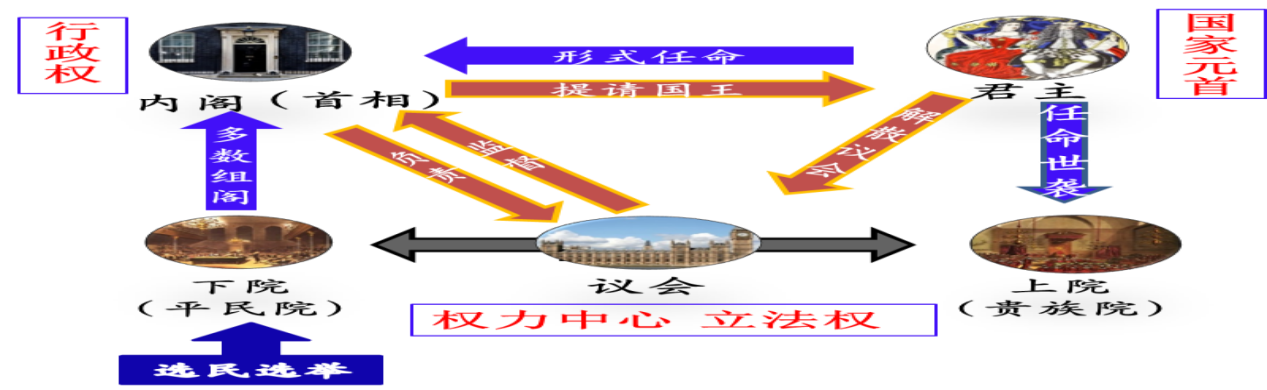 行政权
国家元首
形式任命
提请国王
内阁（首相）
君主
多数组阁
负责
监督
解散议会
任命世袭
下院
（平民院）
议会
上院
（贵族院）
权力中心 立法权
选民选举